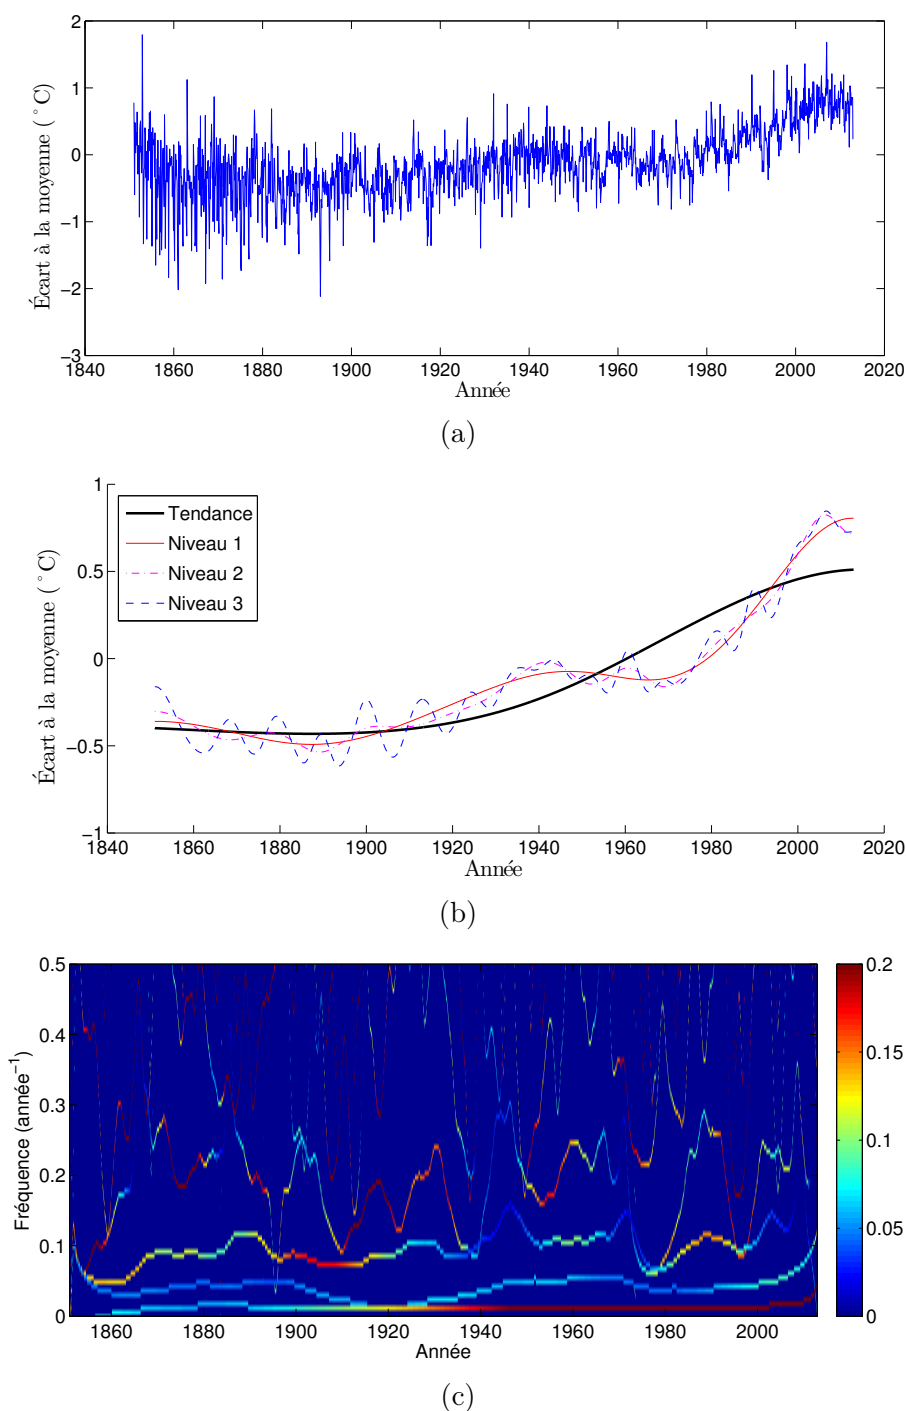 2
1
0
−1
−2
−3
Écart à la moyenne (°C)
1840 1860 1880 1900 1920 1940 1960 1980 2000 2020
Année
(a)
1
0.5
0
−0.5
−1
Écart à la moyenne (°C)
Tendance
Niveau 1
Niveau 2
Niveau 3
1840 1860 1880 1900 1920 1940 1960 1980 2000 2020
Année
(b)
0.5
0.4
0.3
0.2
0.1
0
Fréquence (année⁻¹)
1860 1880 1900 1920 1940 1960 1980 2000
Année
0.2
0.15
0.1
0.05
0
(c)